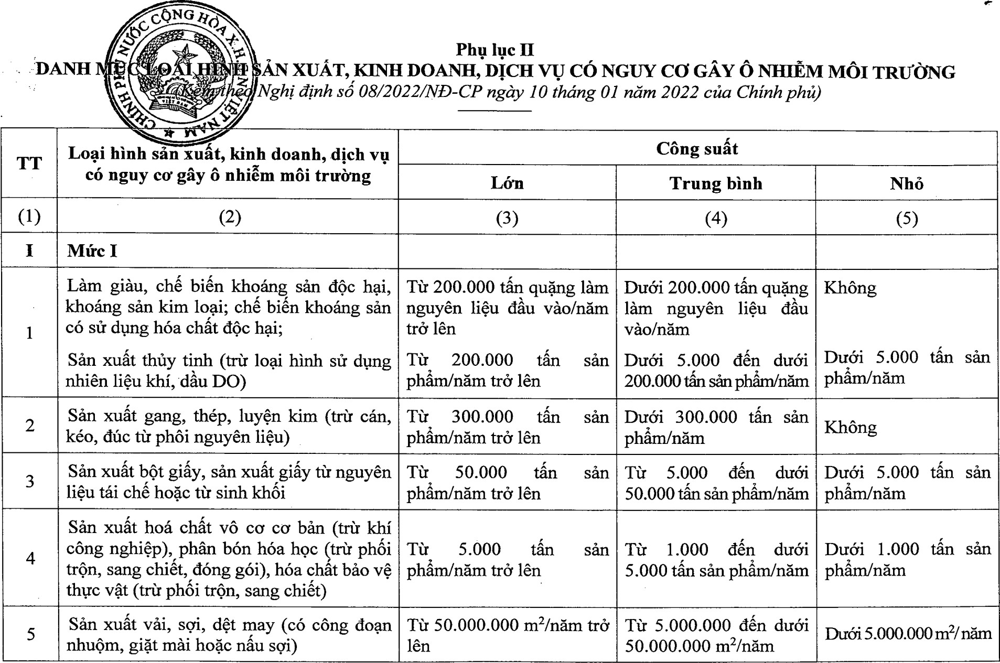 CHÍNH PHỦ NƯỚC CỘNG HÒA X.H.C.N VIỆT NAM
VIỆT NAM
Phụ lục II
DANH MỤC LOẠI HÌNH SẢN XUẤT, KINH DOANH, DỊCH VỤ CÓ NGUY CƠ GÂY Ô NHIỄM MÔI TRƯỜNG
(Kèm theo Nghị định số 08/2022/NĐ-CP ngày 10 tháng 01 năm 2022 của Chính phủ)
TT
Loại hình sản xuất, kinh doanh, dịch vụ
có nguy cơ gây ô nhiễm môi trường
Công suất
Lớn
Trung bình
Nhỏ
(1)
(2)
(3)
(4)
(5)
I
Mức I
1
Làm giàu, chế biến khoáng sản độc hại,
khoáng sản kim loại; chế biến khoáng sản
có sử dụng hóa chất độc hại;
Từ 200.000 tấn quặng làm
nguyên liệu đầu vào/năm
trở lên
Dưới 200.000 tấn quặng
làm nguyên liệu đầu
vào/năm
Không
Sản xuất thủy tinh (trừ loại hình sử dụng
nhiên liệu khí, dầu DO)
Từ 200.000 tấn sản
phẩm/năm trở lên
Dưới 5.000 đến dưới
200.000 tấn sản phẩm/năm
Dưới 5.000 tấn sản
phẩm/năm
2
Sản xuất gang, thép, luyện kim (trừ cán,
kéo, đúc từ phôi nguyên liệu)
Từ 300.000 tấn sản
phẩm/năm trở lên
Dưới 300.000 tấn sản
phẩm/năm
Không
3
Sản xuất bột giấy, sản xuất giấy từ nguyên
liệu tái chế hoặc từ sinh khối
Từ 50.000 tấn sản
phẩm/năm trở lên
Từ 5.000 đến dưới
50.000 tấn sản phẩm/năm
Dưới 5.000 tấn sản
phẩm/năm
4
Sản xuất hoá chất vô cơ cơ bản (trừ khí
công nghiệp), phân bón hóa học (trừ phối
trộn, sang chiết, đóng gói), hóa chất bảo vệ
thực vật (trừ phối trộn, sang chiết)
Từ 5.000 tấn sản
phẩm/năm trở lên
Từ 1.000 đến dưới
5.000 tấn sản phẩm/năm
Dưới 1.000 tấn sản
phẩm/năm
5
Sản xuất vải, sợi, dệt may (có công đoạn
nhuộm, giặt mài hoặc nấu sợi)
Từ 50.000.000 m²/năm trở
lên
Từ 5.000.000 đến dưới
50.000.000 m²/năm
Dưới 5.000.000 m²/ năm